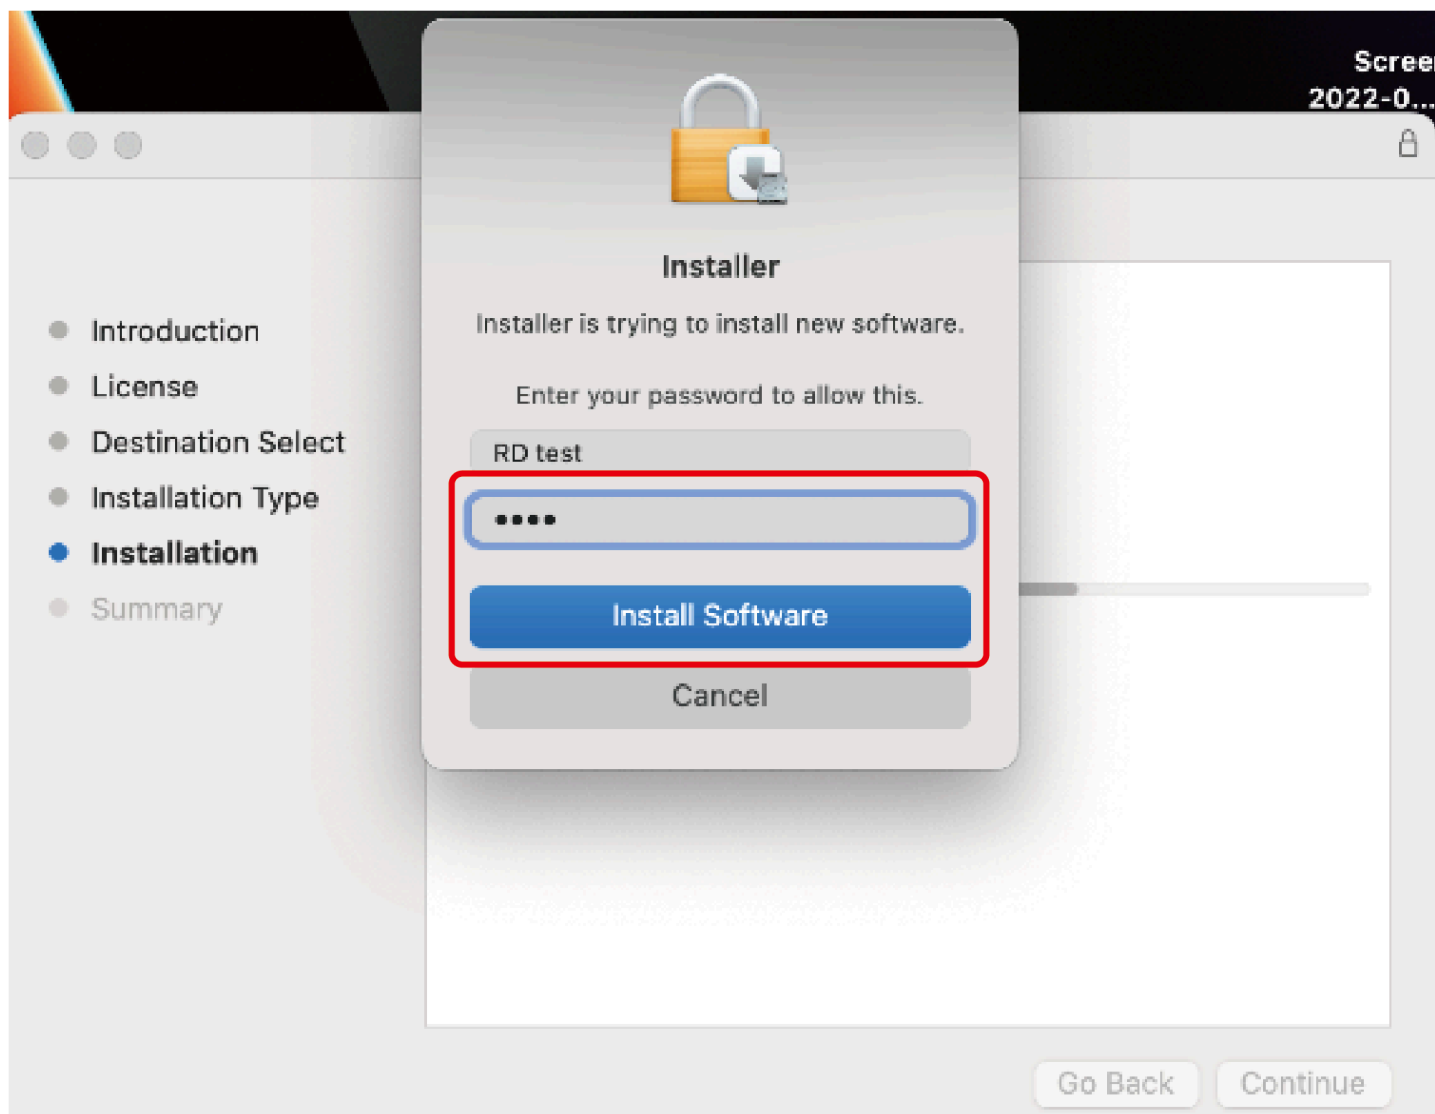 Scree
2022-0...
Installer
Installer is trying to install new software.
Enter your password to allow this.
RD test
••••
Install Software
Cancel
Introduction
License
Destination Select
Installation Type
Installation
Summary
Go Back
Continue